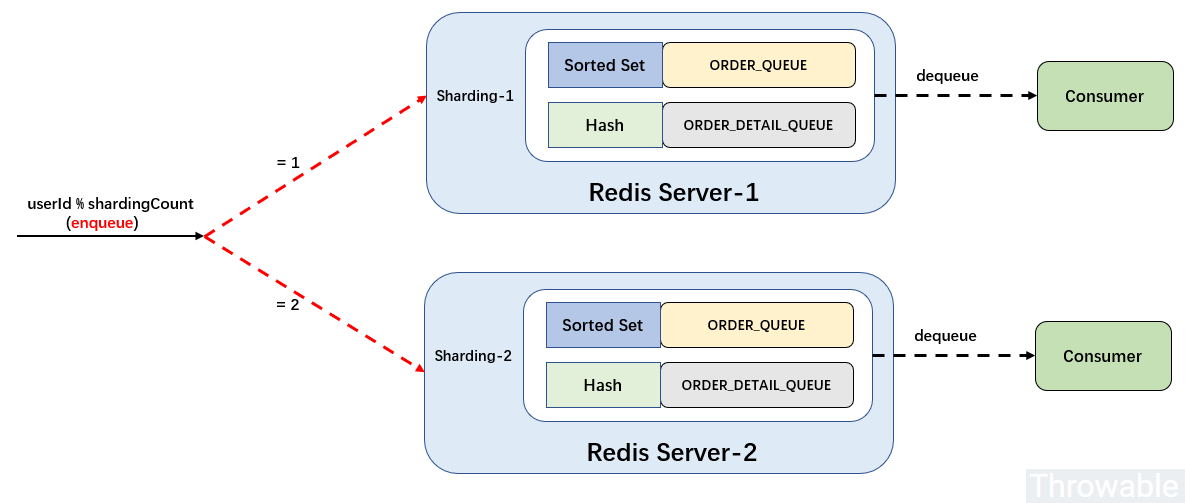 userId % shardingCount
(enqueue)
= 1
= 2
Sharding-1
Sorted Set
ORDER_QUEUE
Hash
ORDER_DETAIL_QUEUE
Redis Server-1
dequeue
Consumer
Sharding-2
Sorted Set
ORDER_QUEUE
Hash
ORDER_DETAIL_QUEUE
Redis Server-2
dequeue
Consumer
Throwable